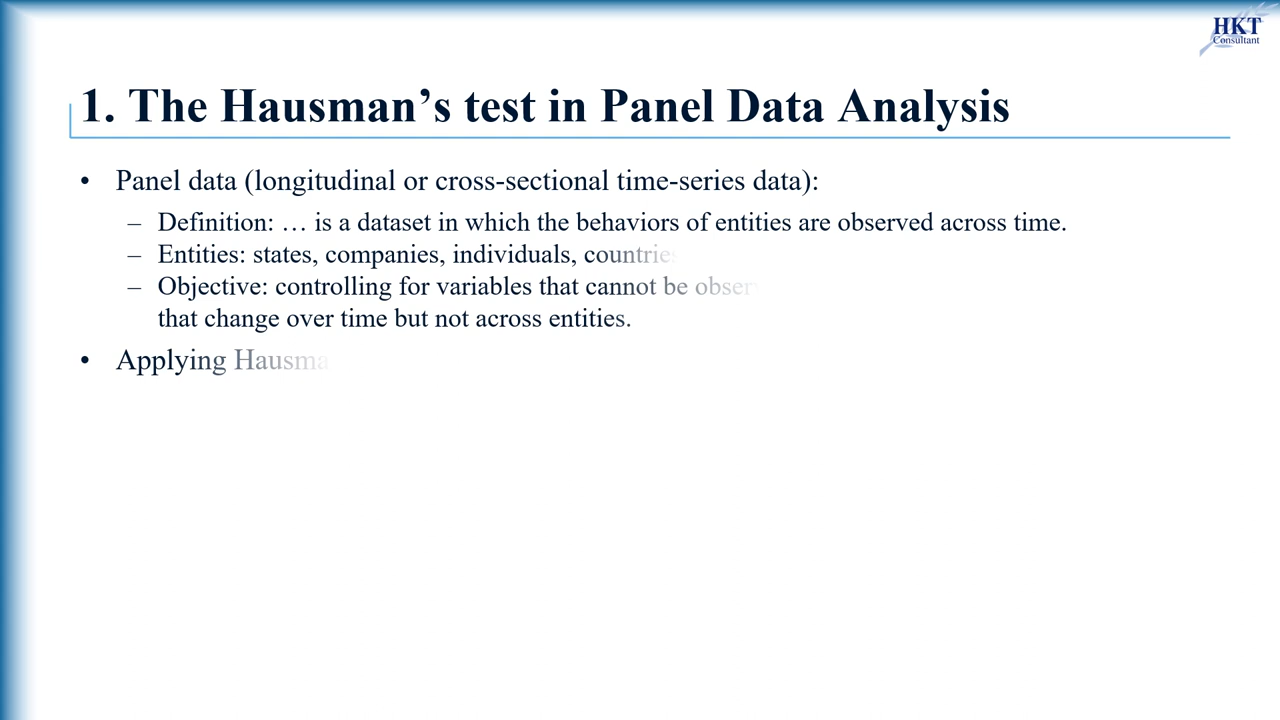 HKT
Consultant
1. The Hausman’s test in Panel Data Analysis
• Panel data (longitudinal or cross-sectional time-series data):
– Definition: … is a dataset in which the behaviors of entities are observed across time.
– Entities: states, companies, individuals, countries
– Objective: controlling for variables that cannot be
that change over time but not across entities.
• Applying